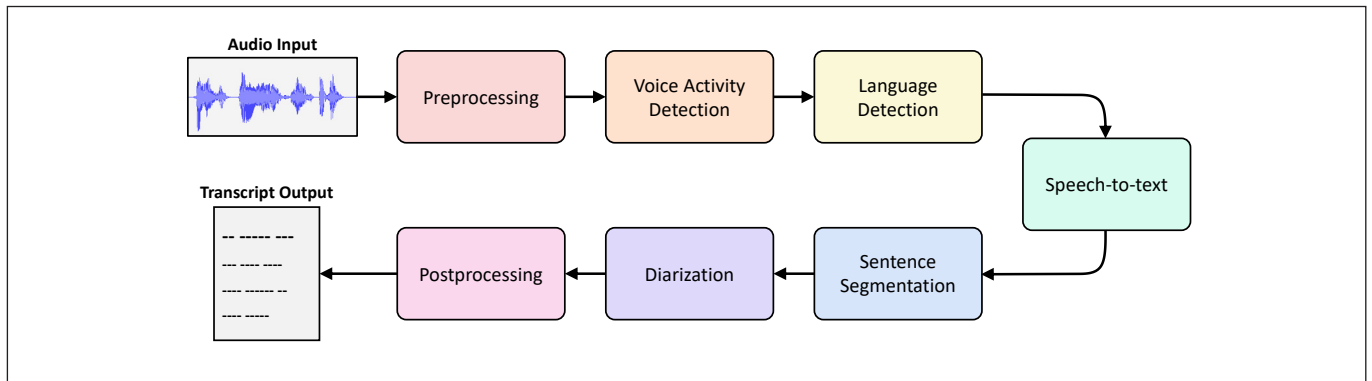 Audio Input
Preprocessing
Voice Activity
Detection
Language
Detection
Speech-to-text
Sentence
Segmentation
Diarization
Postprocessing
Transcript Output